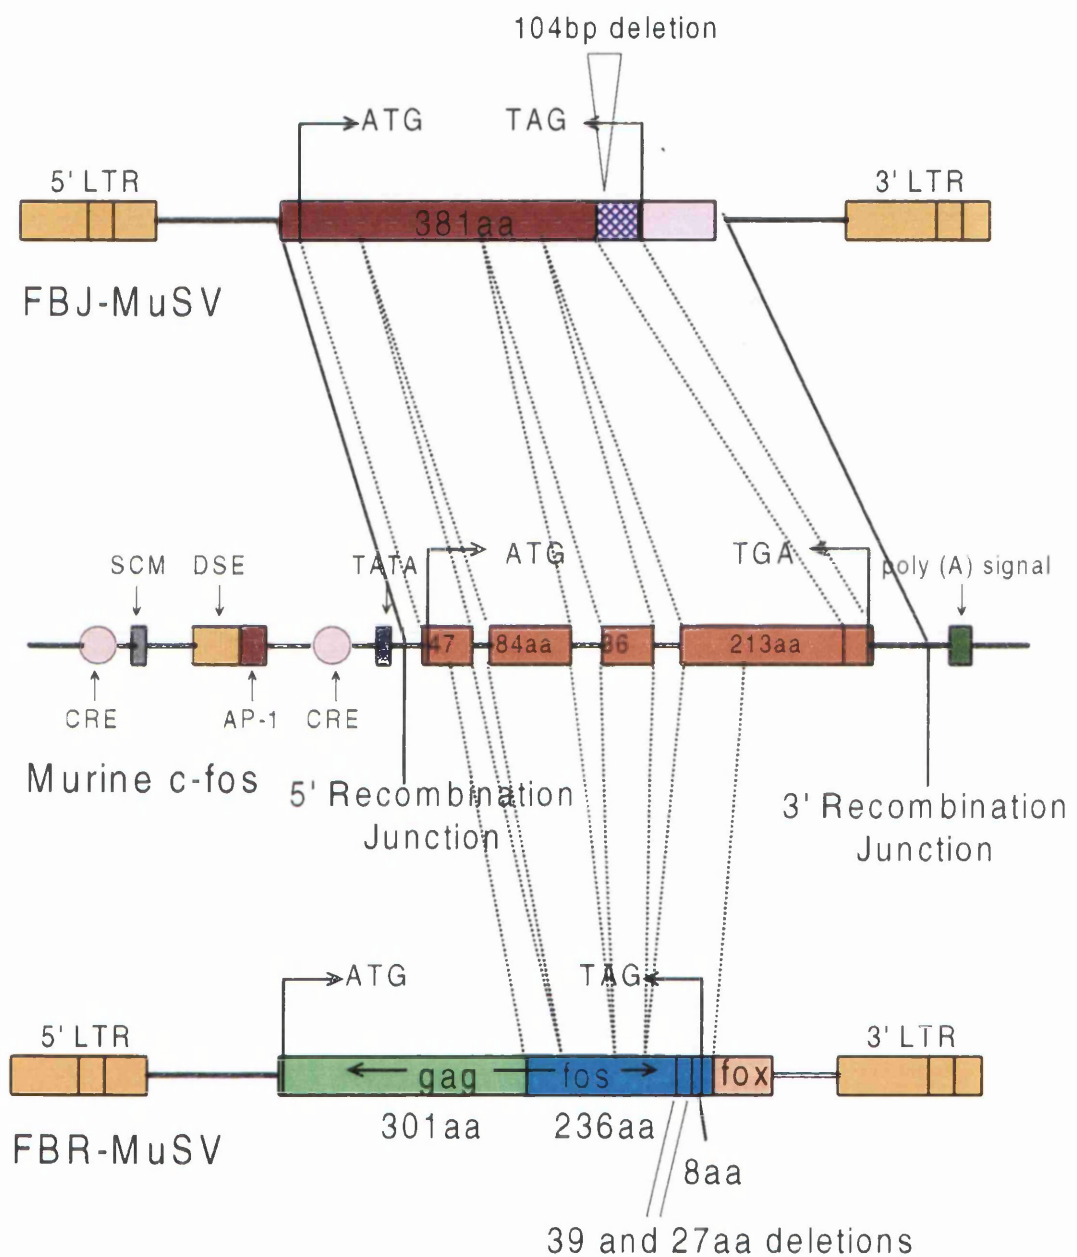 104bp deletion
ATG TAG
5' LTR 3' LTR
381aa
FBJ-MuSV
ATG TGA
SCM DSE TATA poly (A) signal
47 84aa 36 213aa
CRE AP-1 CRE
Murine c-fos
5' Recombination
Junction
3' Recombination
Junction
ATG TAG
5' LTR 3' LTR
gag fos fox
301aa 236aa
FBR-MuSV
8aa
39 and 27aa deletions